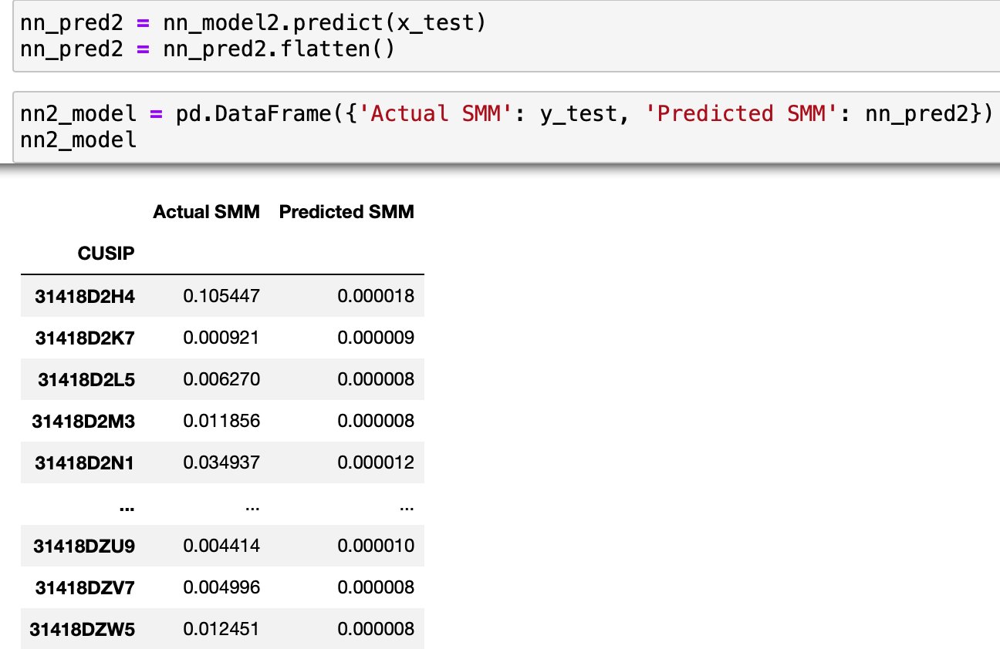 nn_pred2 = nn_model2.predict(x_test)
nn_pred2 = nn_pred2.flatten()
nn2_model = pd.DataFrame({'Actual SMM': y_test, 'Predicted SMM': nn_pred2})
nn2_model
Actual SMM Predicted SMM
CUSIP
31418D2H4 0.105447 0.000018
31418D2K7 0.000921 0.000009
31418D2L5 0.006270 0.000008
31418D2M3 0.011856 0.000008
31418D2N1 0.034937 0.000012
... ... ...
31418DZU9 0.004414 0.000010
31418DZV7 0.004996 0.000008
31418DZW5 0.012451 0.000008